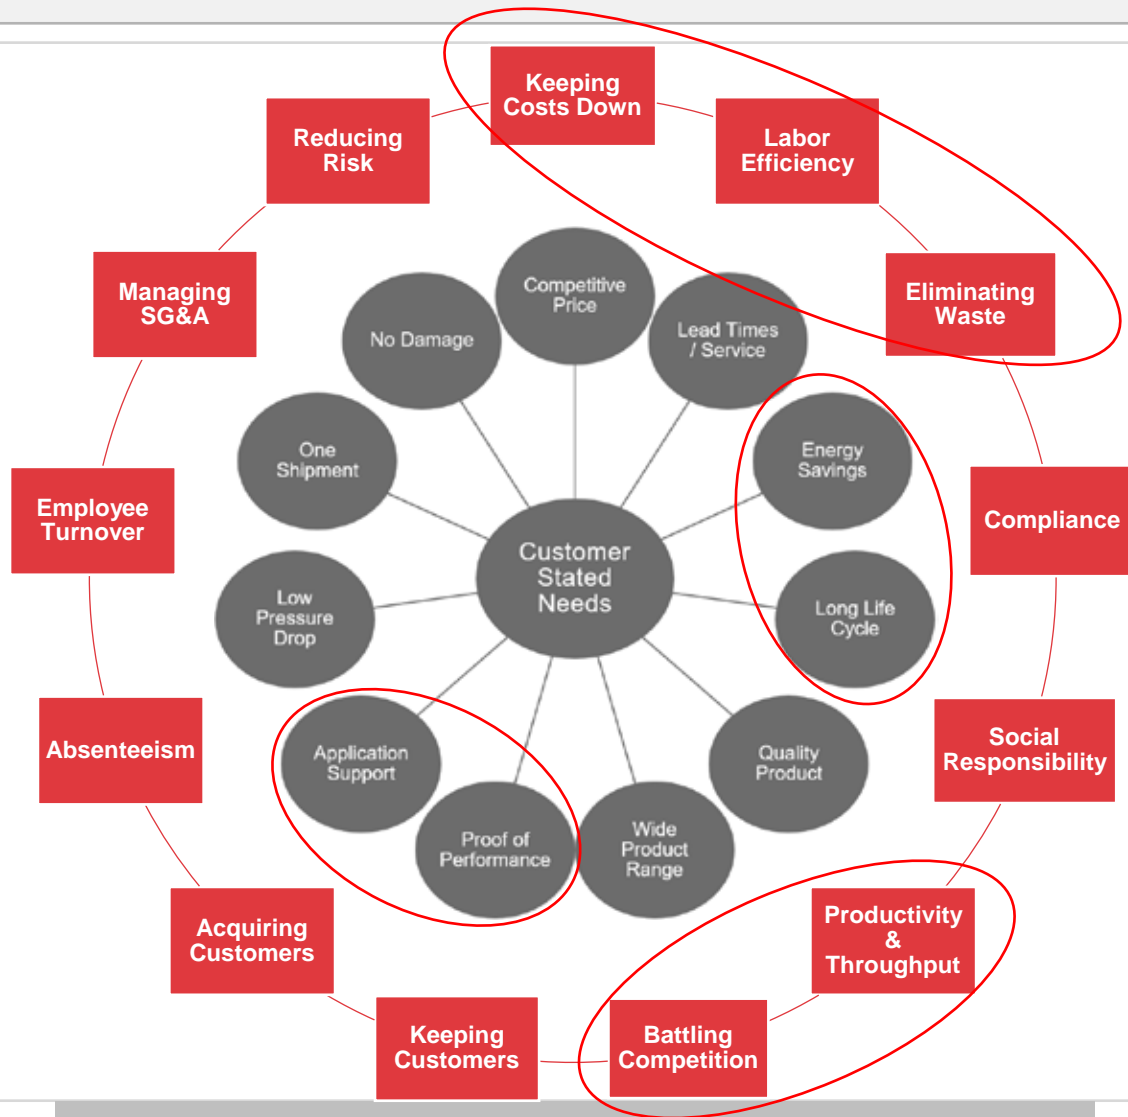 Keeping
Costs Down
Labor
Efficiency
Eliminating
Waste
Compliance
Social
Responsibility
Productivity
&
Throughput
Battling
Competition
Keeping
Customers
Acquiring
Customers
Absenteeism
Employee
Turnover
Managing
SG&A
Reducing
Risk
Competitive
Price
Lead Times
/ Service
Energy
Savings
Long Life
Cycle
Quality
Product
Wide
Product
Range
Proof of
Performance
Application
Support
Low
Pressure
Drop
One
Shipment
No Damage
Customer
Stated
Needs